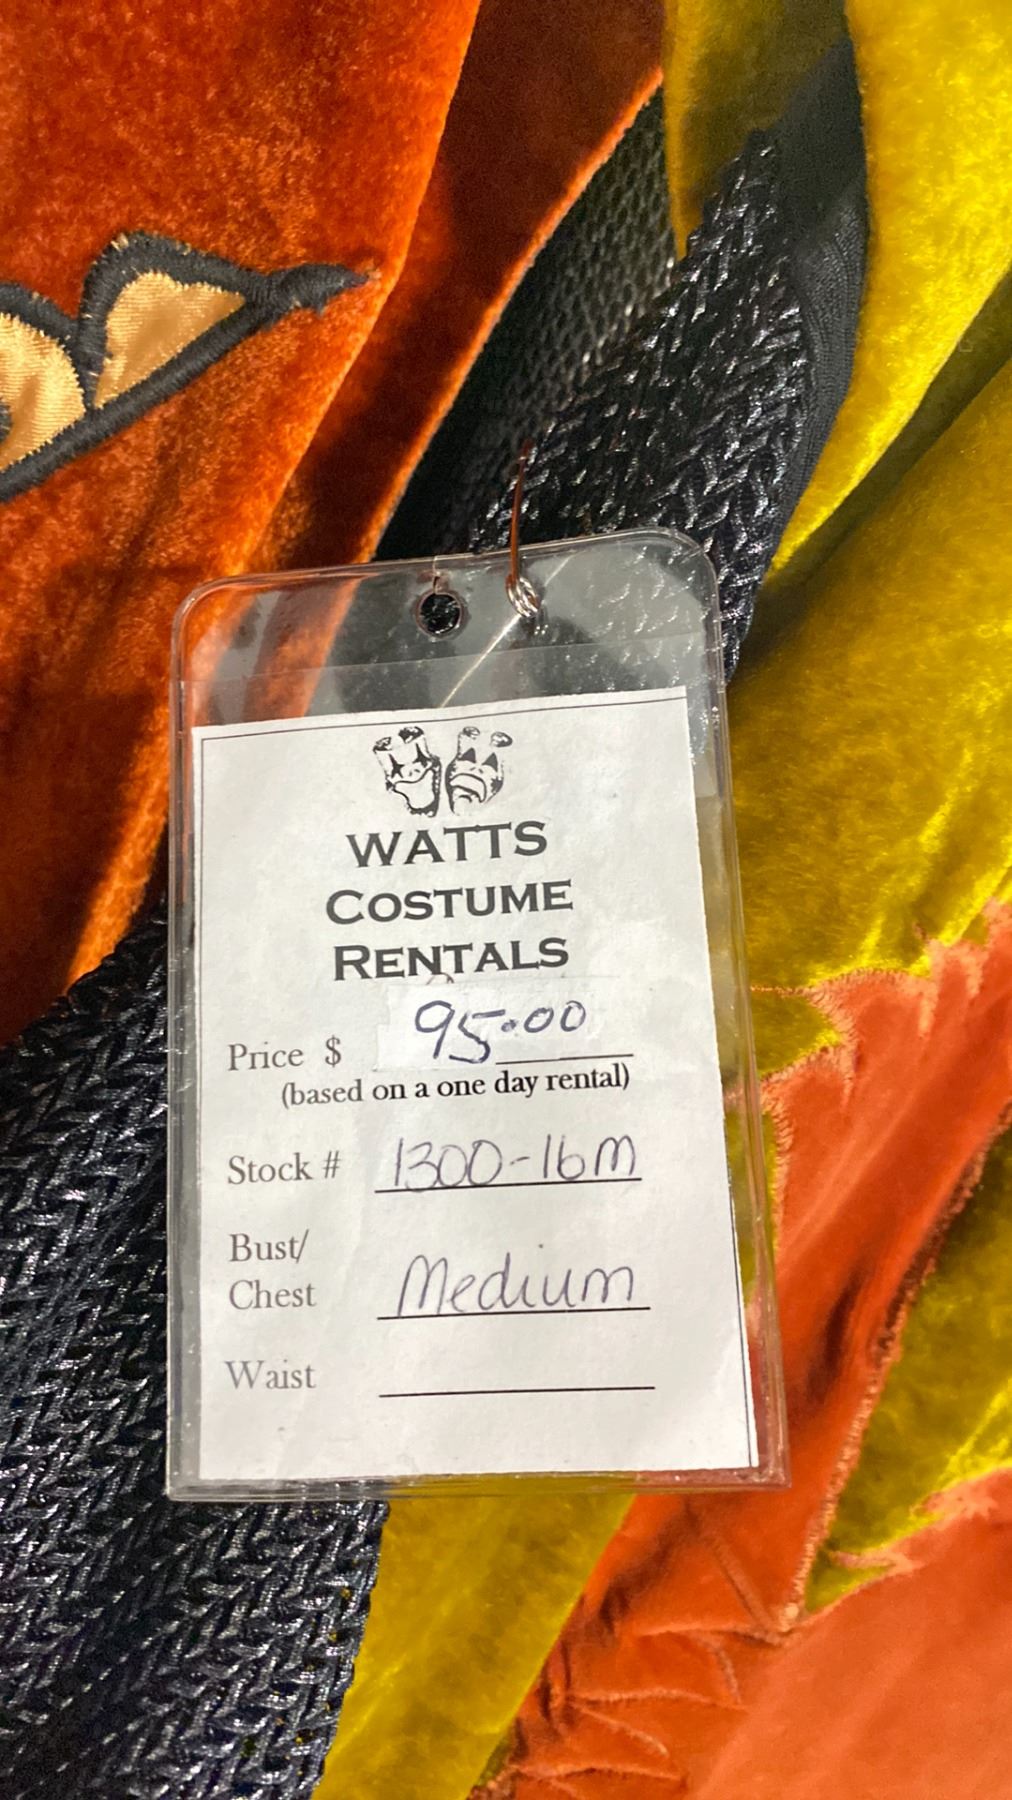 WATTS
COSTUME
RENTALS
Price $ 95.00
(based on a one day rental)
Stock # 1300-16M
Bust/
Chest Medium
Waist